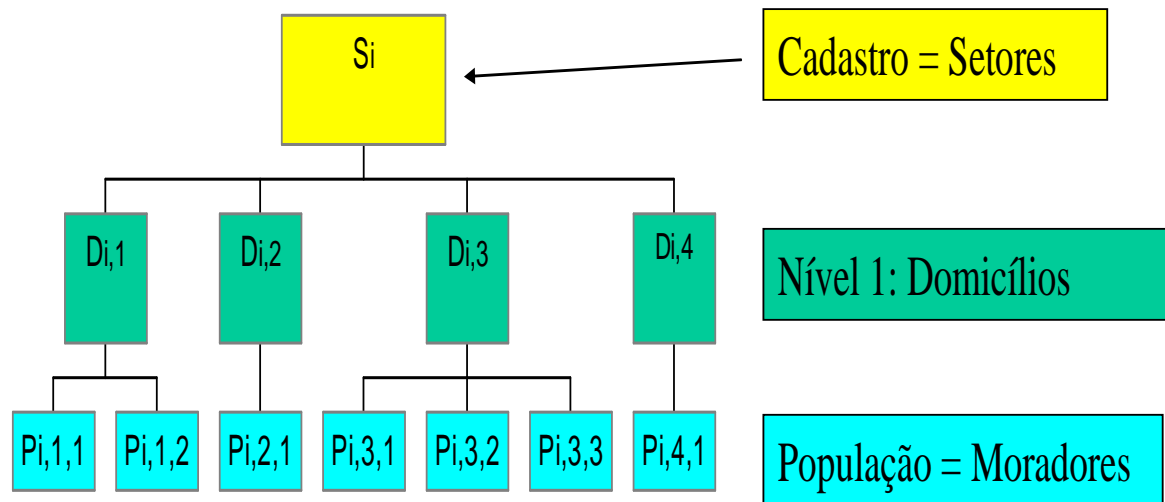 Si
Cadastro = Setores
Di,1
Di,2
Di,3
Di,4
Nível 1: Domicílios
Pi,1,1
Pi,1,2
Pi,2,1
Pi,3,1
Pi,3,2
Pi,3,3
Pi,4,1
População = Moradores